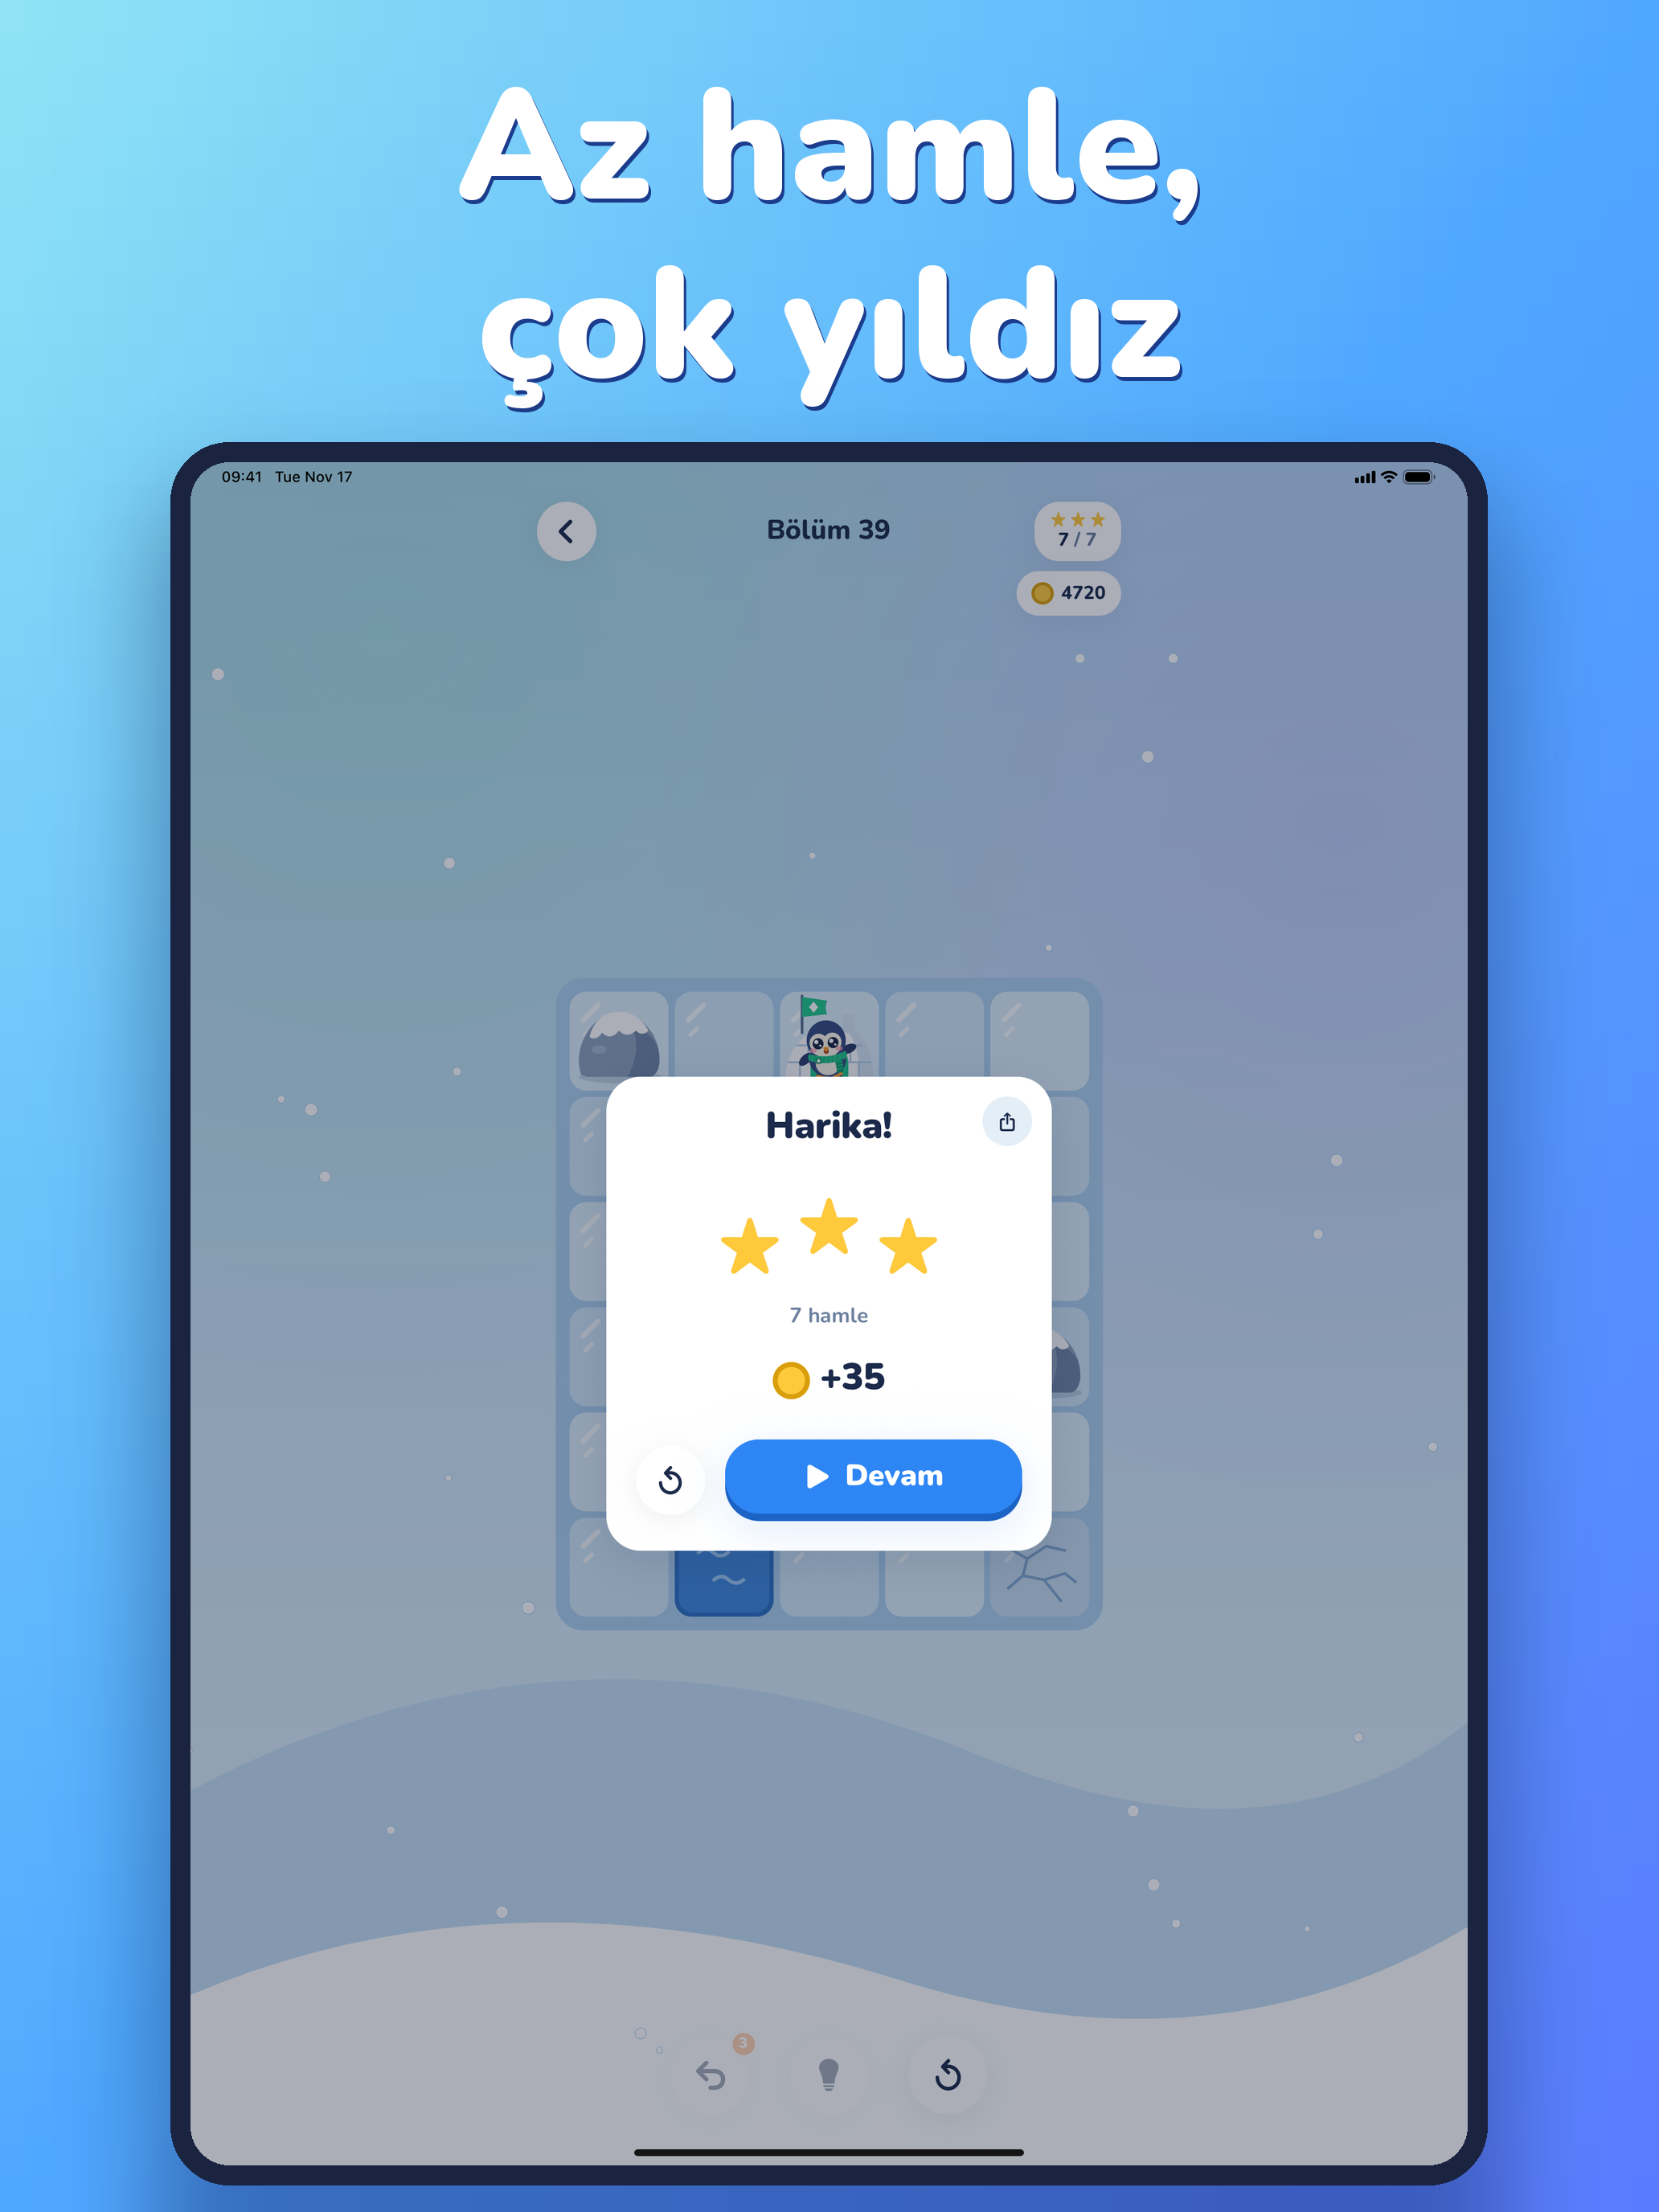 Az hamle,
çok yıldız
09:41 Tue Nov 17
Bölüm 39
7 / 7
4720
Harika!
7 hamle
+35
Devam
3